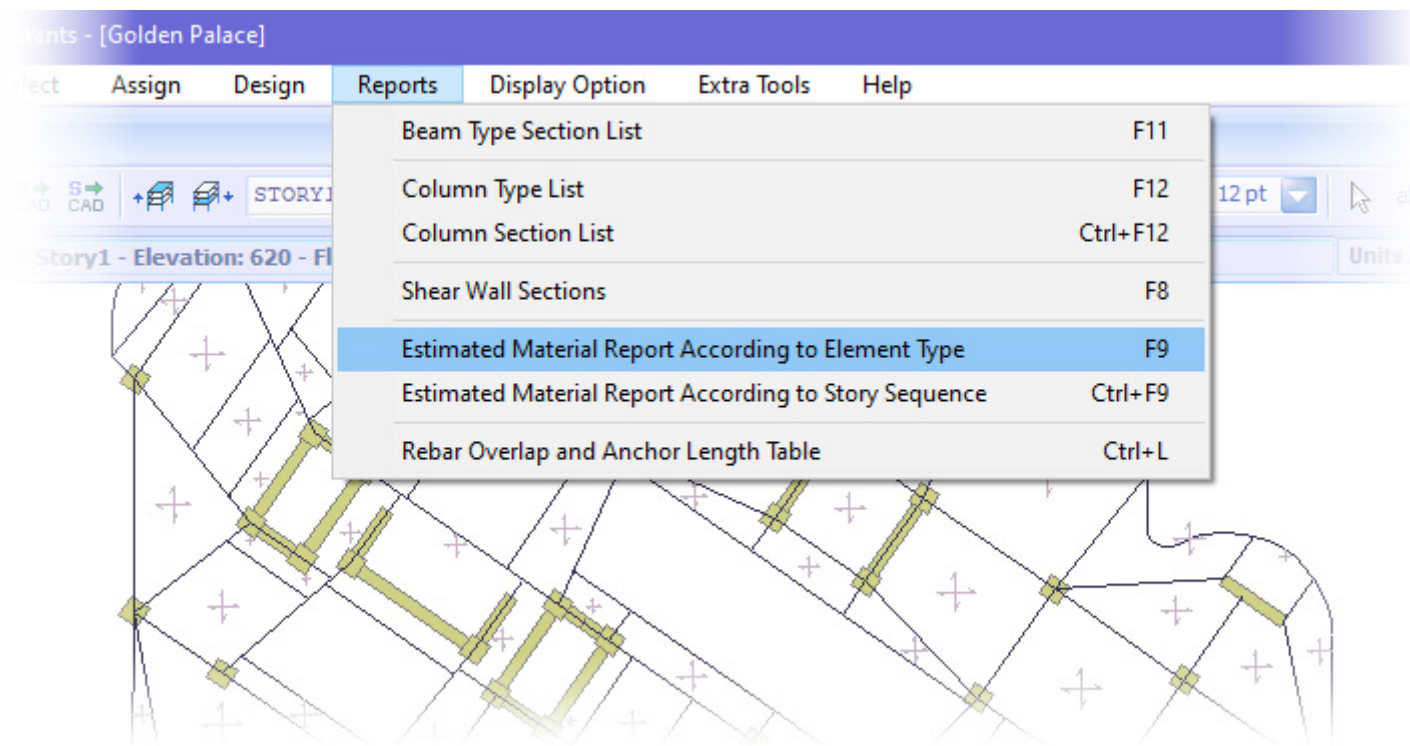 - [Golden Palace]
Assign Design Reports Display Option Extra Tools Help
Beam Type Section List F11
Column Type List F12
Column Section List Ctrl+F12
Shear Wall Sections F8
Estimated Material Report According to Element Type F9
Estimated Material Report According to Story Sequence Ctrl+F9
Rebar Overlap and Anchor Length Table Ctrl+L
S CAD STORY1 12 pt
Story1 - Elevation: 620 - Fl Units: